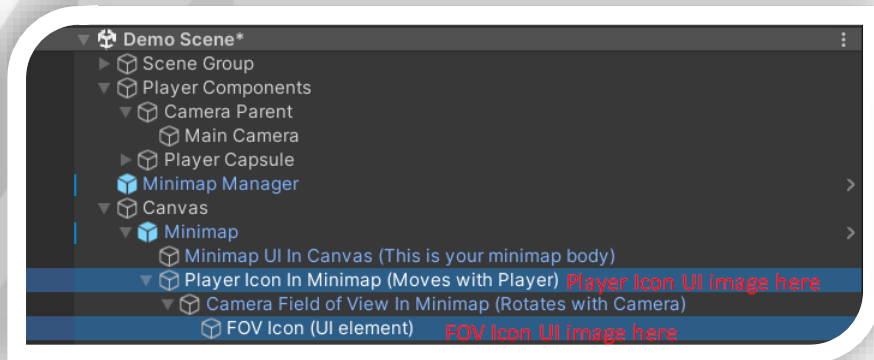 Demo Scene*
Scene Group
Player Components
Camera Parent
Main Camera
Player Capsule
Minimap Manager
Canvas
Minimap
Minimap UI In Canvas (This is your minimap body)
Player Icon In Minimap (Moves with Player) Player Icon UI image here
Camera Field of View In Minimap (Rotates with Camera)
FOV Icon (UI element) FOV Icon UI image here